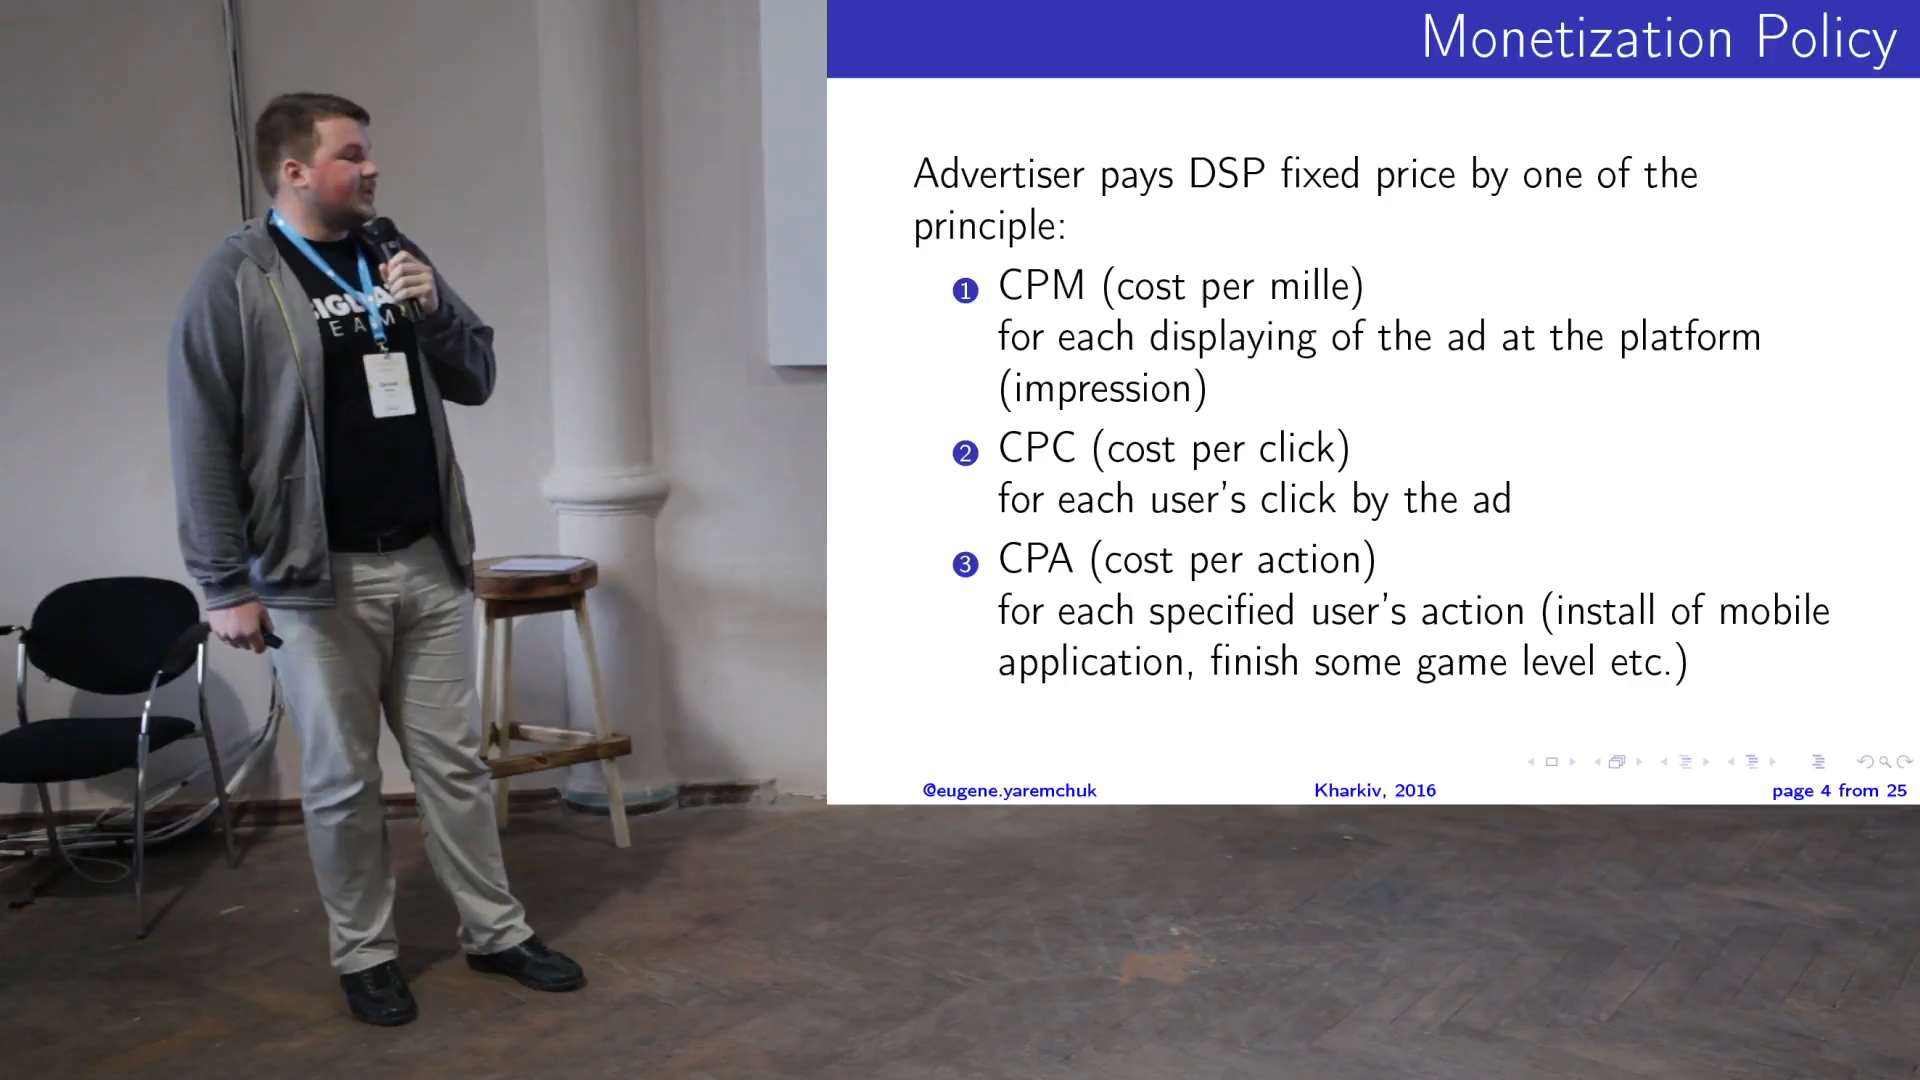 Monetization Policy
Advertiser pays DSP fixed price by one of the
principle:
1 CPM (cost per mille)
for each displaying of the ad at the platform
(impression)
2 CPC (cost per click)
for each user's click by the ad
3 CPA (cost per action)
for each specified user's action (install of mobile
application, finish some game level etc.)
@eugene.yaremchuk
Kharkiv, 2016
page 4 from 25